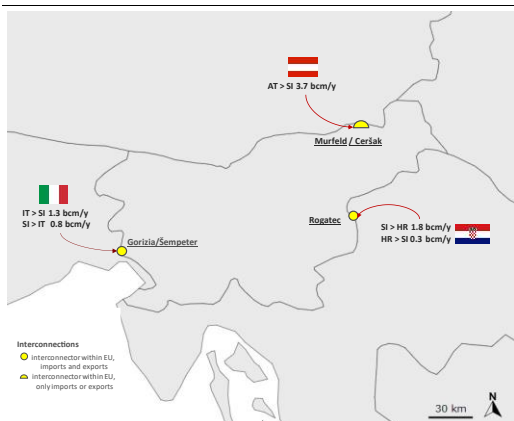 AT > SI 3.7 bcm/y
Murfeld / Ceršak
IT > SI 1.3 bcm/y
SI > IT 0.8 bcm/y
Gorizia/Šempeter
Rogatec
SI > HR 1.8 bcm/y
HR > SI 0.3 bcm/y
Interconnections
interconnector within EU,
imports and exports
interconnector within EU,
only imports or exports
30 km
N